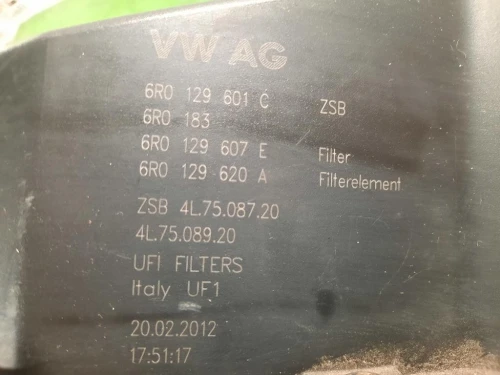 VW AG
6R0 129 601 C ZSB
6R0 183
6R0 129 607 E Filter
6R0 129 620 A Filterelement
ZSB 4L.75.087.20
4L.75.089.20
UFI FILTERS
Italy UF1
20.02.2012
17:51:17